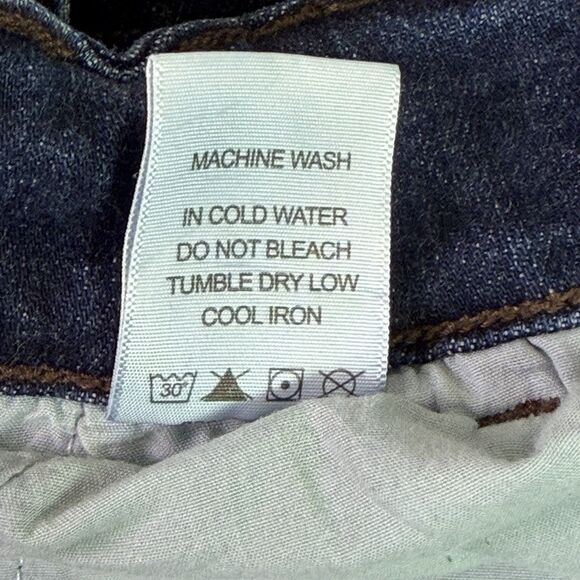 MACHINE WASH
IN COLD WATER
DO NOT BLEACH
TUMBLE DRY LOW
COOL IRON
30°